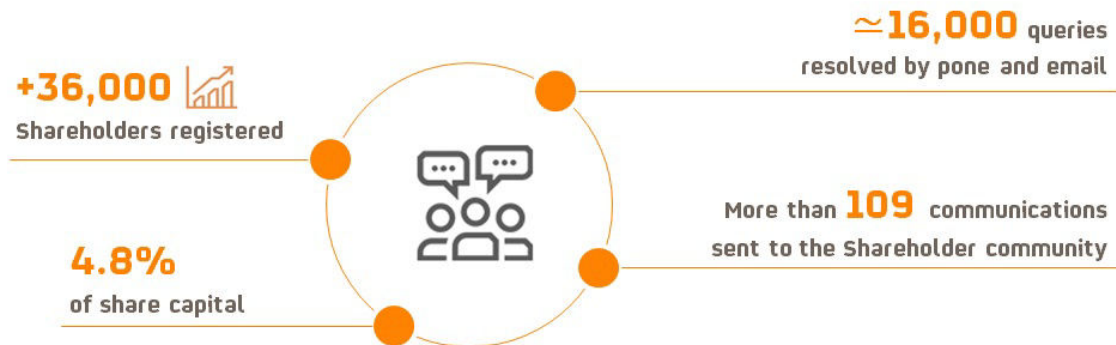 +36,000
Shareholders registered
4.8%
of share capital
≃16,000 queries
resolved by pone and email
More than 109 communications
sent to the Shareholder community